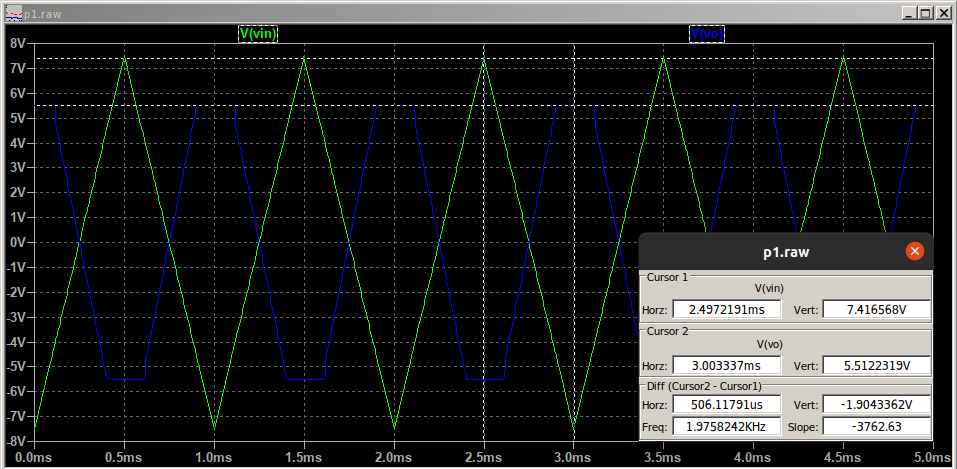 p1.raw
V(vin) V(vo)
8V
7V
6V
5V
4V
3V
2V
1V
0V
-1V
-2V
-3V
-4V
-5V
-6V
-7V
-8V
0.0ms 0.5ms 1.0ms 1.5ms 2.0ms 2.5ms 3.0ms 3.5ms 4.0ms 4.5ms 5.0ms
p1.raw
Cursor 1
V(vin)
Horz: 2.4972191ms Vert: 7.416568V
Cursor 2
V(vo)
Horz: 3.003337ms Vert: 5.5122319V
Diff (Cursor2 - Cursor1)
Horz: 506.11791us Vert: -1.9043362V
Freq: 1.9758242KHz Slope: -3762.63